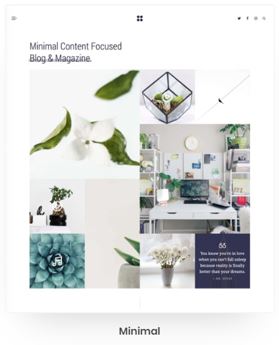 Minimal Content Focused
Blog & Magazine.
You know you're in love
when you can't fall asleep
because reality is finally
better than your dreams.
— DR. SEUSS
Minimal